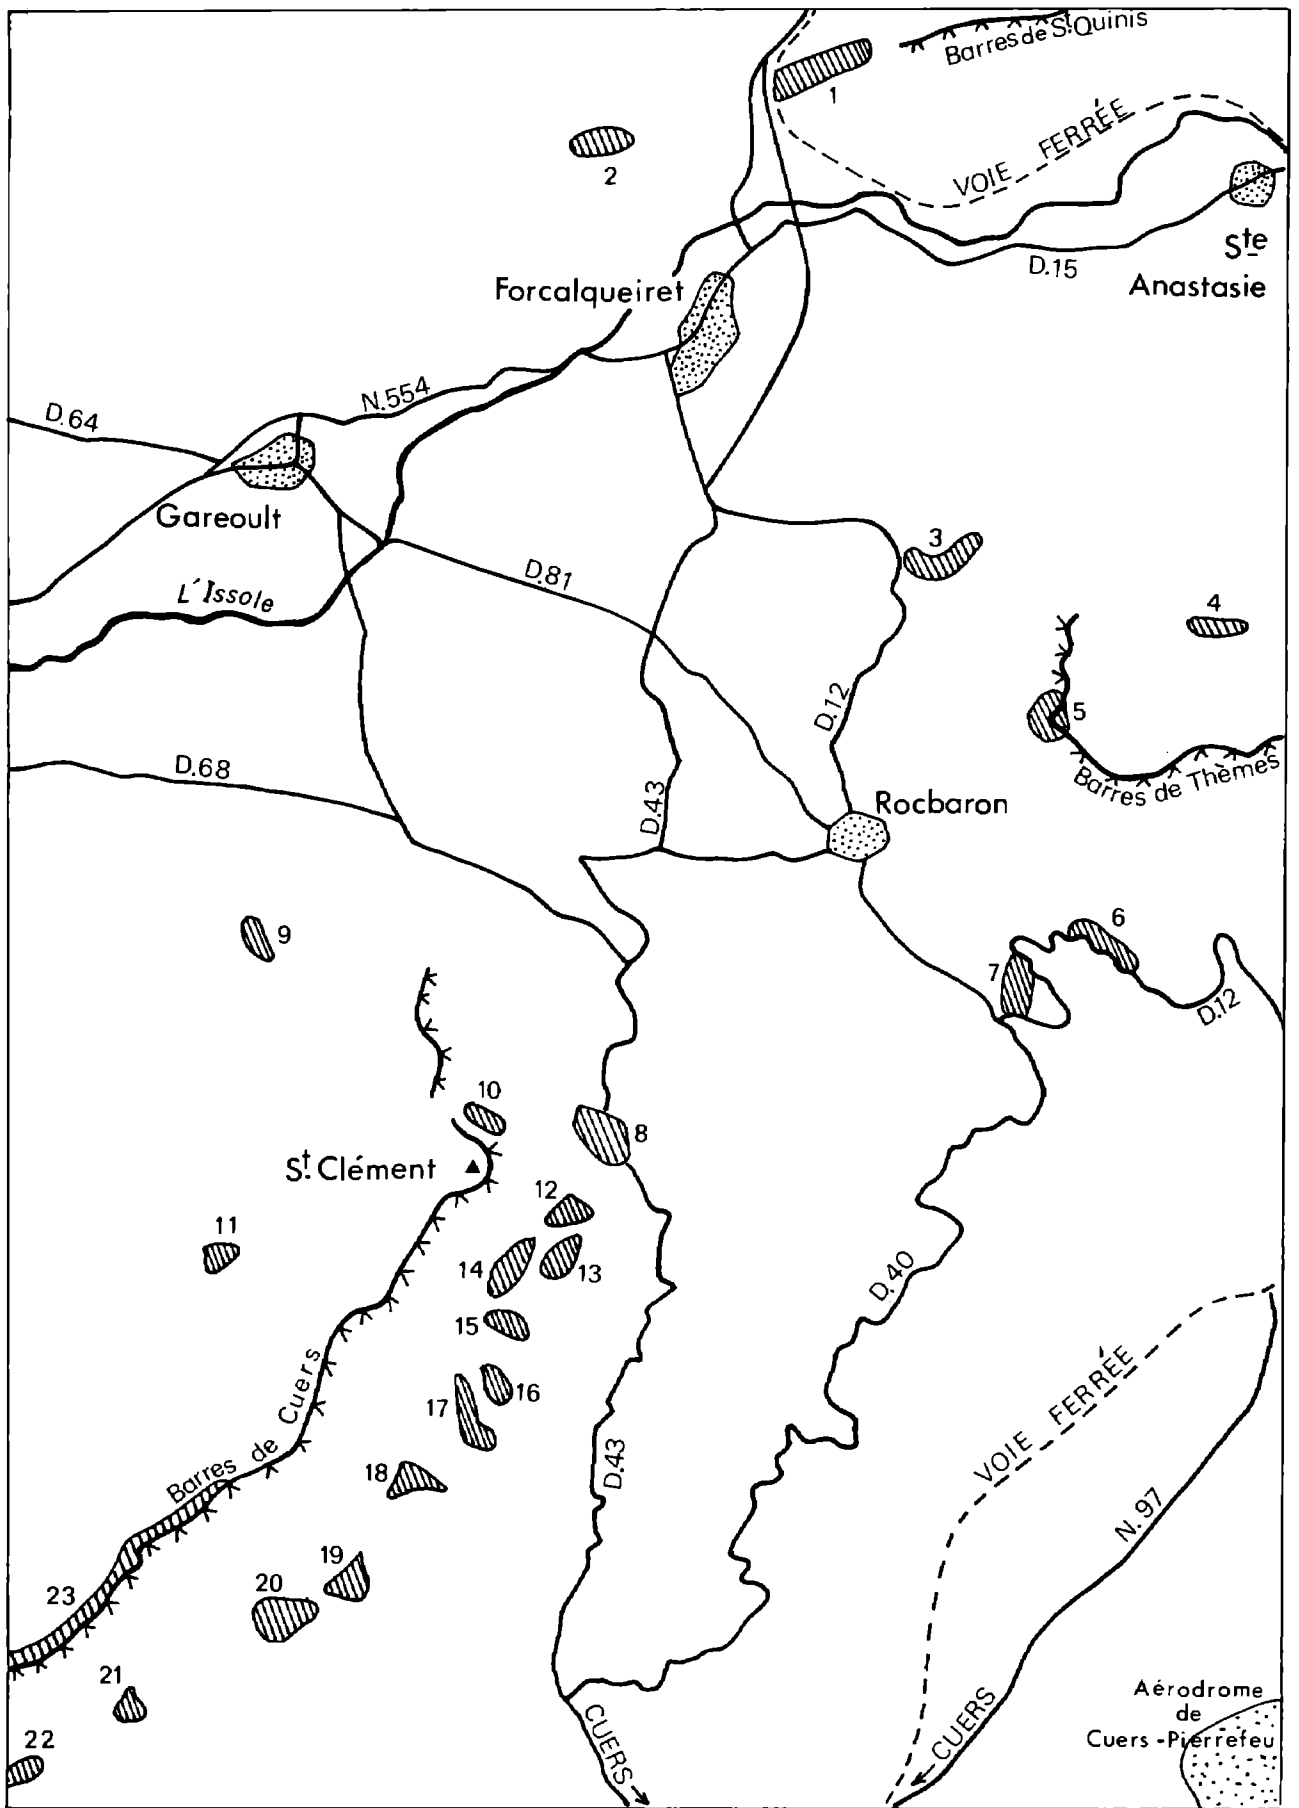 Barres de St. Quinis
1
2
VOIE FERRÉE
Ste
Anastasie
D.15
Forcalqueiret
N.554
D.64
Gareoult
L'Issole
D.81
3
4
5
D.12
Barres de Thèmes
D.68
D.43
Rocbaron
9
6
7
D.12
10
8
St. Clément
12
11
14
13
D.40
15
16
17
Barres de Cuers
VOIE FERRÉE
18
D.43
N.97
19
20
23
21
22
CUERS
CUERS
Aérodrome
de
Cuers-Pierrefeu